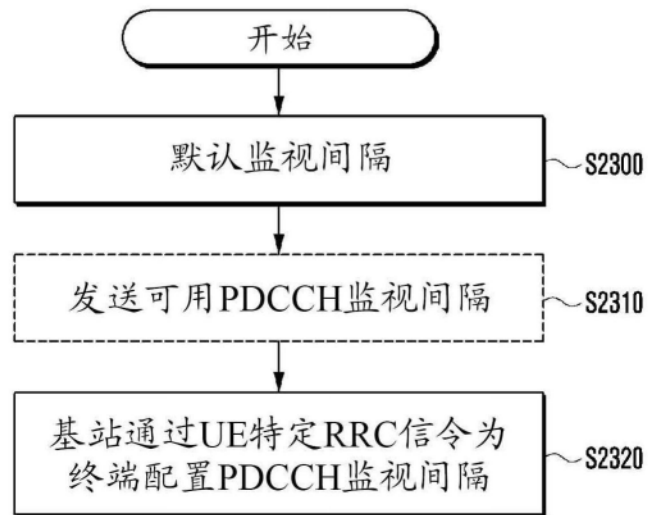 开始
默认监视间隔
S2300
发送可用PDCCH监视间隔
S2310
基站通过UE特定RRC信令为
终端配置PDCCH监视间隔
S2320